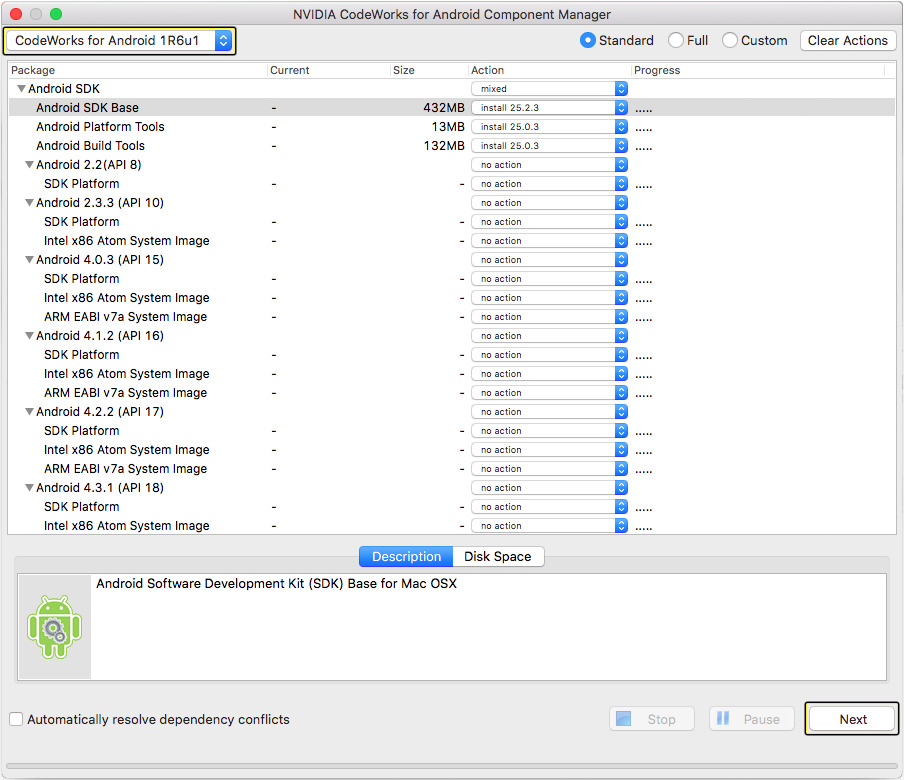 NVIDIA CodeWorks for Android Component Manager
CodeWorks for Android 1R6u1 Standard Full Custom Clear Actions
Package Current Size Action Progress
Android SDK mixed
Android SDK Base - 432MB install 25.2.3 .....
Android Platform Tools - 13MB install 25.0.3 .....
Android Build Tools - 132MB install 25.0.3 .....
Android 2.2(API 8) no action
SDK Platform - - no action .....
Android 2.3.3 (API 10) no action
SDK Platform - - no action .....
Intel x86 Atom System Image - - no action .....
Android 4.0.3 (API 15) no action
SDK Platform - - no action .....
Intel x86 Atom System Image - - no action .....
ARM EABI v7a System Image - - no action .....
Android 4.1.2 (API 16) no action
SDK Platform - - no action .....
Intel x86 Atom System Image - - no action .....
ARM EABI v7a System Image - - no action .....
Android 4.2.2 (API 17) no action
SDK Platform - - no action .....
Intel x86 Atom System Image - - no action .....
ARM EABI v7a System Image - - no action .....
Android 4.3.1 (API 18) no action
SDK Platform - - no action .....
Intel x86 Atom System Image - - no action .....
Description Disk Space
Android Software Development Kit (SDK) Base for Mac OSX
Automatically resolve dependency conflicts Stop Pause Next